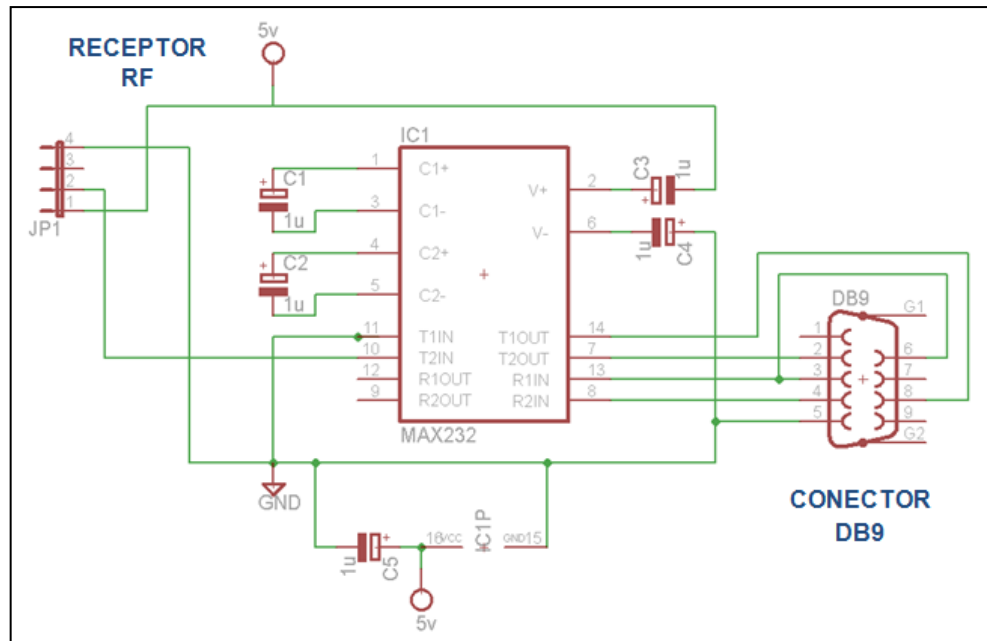 RECEPTOR
RF
5v
JP1
4
3
2
1
IC1
MAX232
1 C1+
3 C1-
4 C2+
5 C2-
11 T1IN
10 T2IN
12 R1OUT
9 R2OUT
V+ 2
V- 6
T1OUT 14
T2OUT 7
R1IN 13
R2IN 8
+ C1
1u
+ C2
1u
C3
1u
+
C4
1u
+
DB9
1
2
3
4
5
G1
6
7
8
9
G2
CONECTOR
DB9
GND
1u
C5
+
16 VCC
IC1P
GND 15
5v